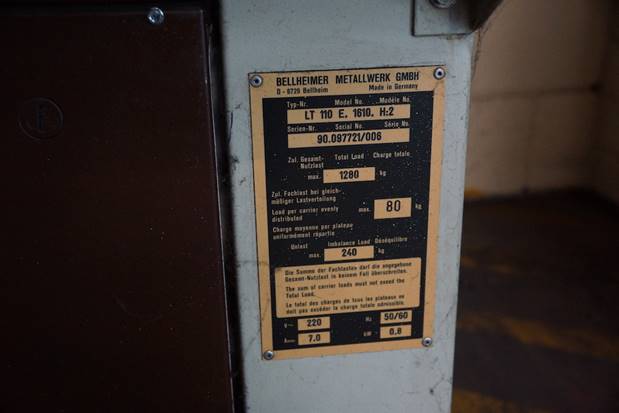 BELLHEIMER METALLWERK GMBH
D - 6729 Bellheim Made in Germany
Typ-Nr. Model No. Modèle No.
LT 110 E. 1610. H:2
Serien-Nr. Serial No. Série No.
90.097721/006
Zul. Gesamt-Nutzlast Total Load Charge totale
max. 1280 kg
Zul. Fachlast bei gleich-
mäßiger Lastverteilung
Load per carrier evenly max. 80 kg
distributed
Charge moyenne par plateau
uniformément répartie
Unlast Imbalance Load Déséquilibre
max. 240 kg
Die Summe der Fachlasten darf die angegebene
Gesamt-Nutzlast in keinem Fall überschreiten.
The sum of carrier loads must not exeed the
Total Load.
Le total des charges de tous les plateaux ne
doit pas excéder la charge totale admissible.
V~ 220 Hz 50/60
A 7.0 kW 0.8